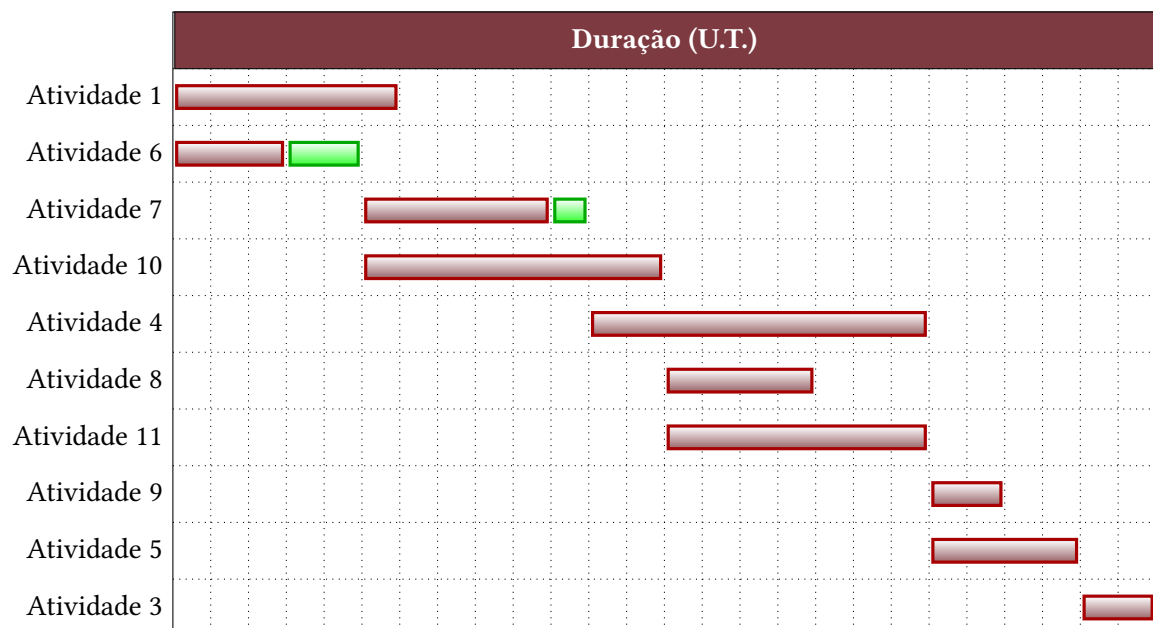 Duração (U.T.)
Atividade 1
Atividade 6
Atividade 7
Atividade 10
Atividade 4
Atividade 8
Atividade 11
Atividade 9
Atividade 5
Atividade 3